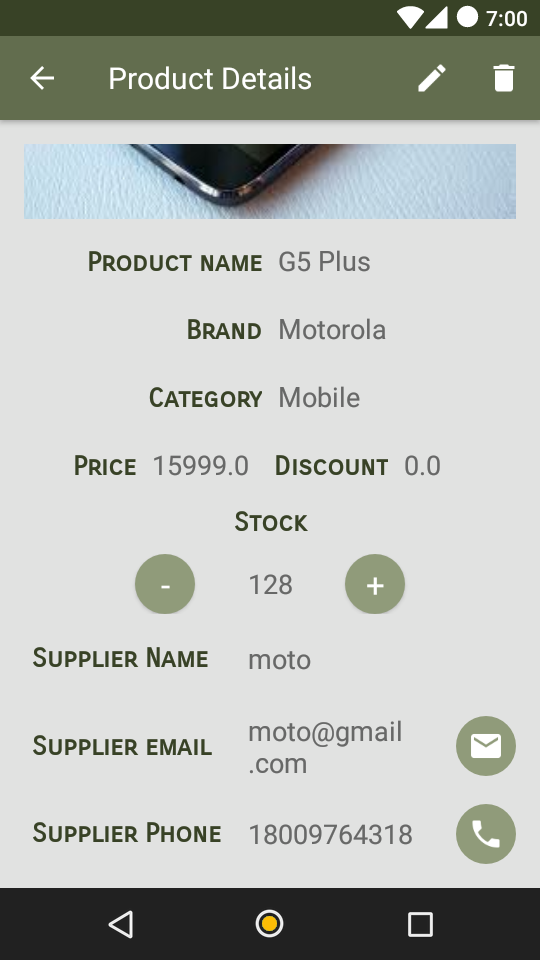 7:00
Product Details
Product name G5 Plus
Brand Motorola
Category Mobile
Price 15999.0 Discount 0.0
Stock
- 128 +
Supplier Name moto
Supplier email moto@gmail
.com
Supplier Phone 18009764318